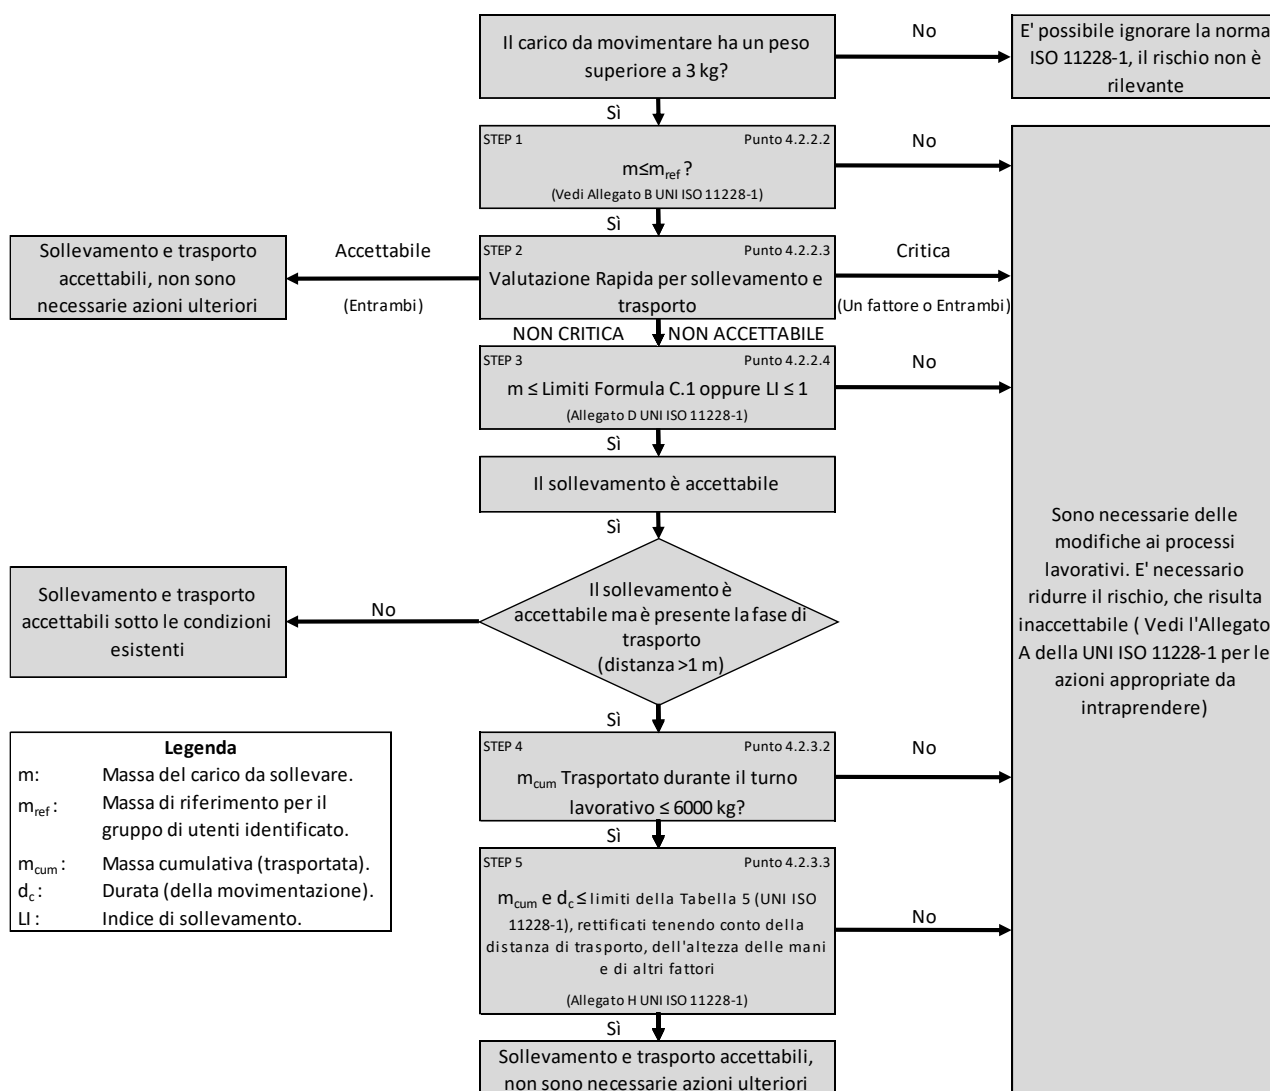 Il carico da movimentare ha un peso
superiore a 3 kg?
No
E' possibile ignorare la norma
ISO 11228-1, il rischio non è
rilevante
Sì
STEP 1 Punto 4.2.2.2
m≤mref ?
(Vedi Allegato B UNI ISO 11228-1)
No
Sì
Sollevamento e trasporto
accettabili, non sono
necessarie azioni ulteriori
Accettabile
(Entrambi)
STEP 2 Punto 4.2.2.3
Valutazione Rapida per sollevamento e
trasporto
Critica
(Un fattore o Entrambi)
NON CRITICA NON ACCETTABILE
STEP 3 Punto 4.2.2.4
m ≤ Limiti Formula C.1 oppure LI ≤ 1
(Allegato D UNI ISO 11228-1)
No
Sì
Il sollevamento è accettabile
Sì
Il sollevamento è
accettabile ma è presente la fase di
trasporto
(distanza >1 m)
No
Sollevamento e trasporto
accettabili sotto le condizioni
esistenti
Sono necessarie delle
modifiche ai processi
lavorativi. E' necessario
ridurre il rischio, che risulta
inaccettabile ( Vedi l'Allegato
A della UNI ISO 11228-1 per le
azioni appropriate da
intraprendere)
Sì
STEP 4 Punto 4.2.3.2
mcum Trasportato durante il turno
lavorativo ≤ 6000 kg?
No
Sì
Legenda
m: Massa del carico da sollevare.
mref : Massa di riferimento per il
gruppo di utenti identificato.
mcum : Massa cumulativa (trasportata).
dc : Durata (della movimentazione).
LI : Indice di sollevamento.
STEP 5 Punto 4.2.3.3
mcum e dc ≤ limiti della Tabella 5 (UNI ISO
11228-1), rettificati tenendo conto della
distanza di trasporto, dell'altezza delle mani
e di altri fattori
(Allegato H UNI ISO 11228-1)
No
Sì
Sollevamento e trasporto accettabili,
non sono necessarie azioni ulteriori